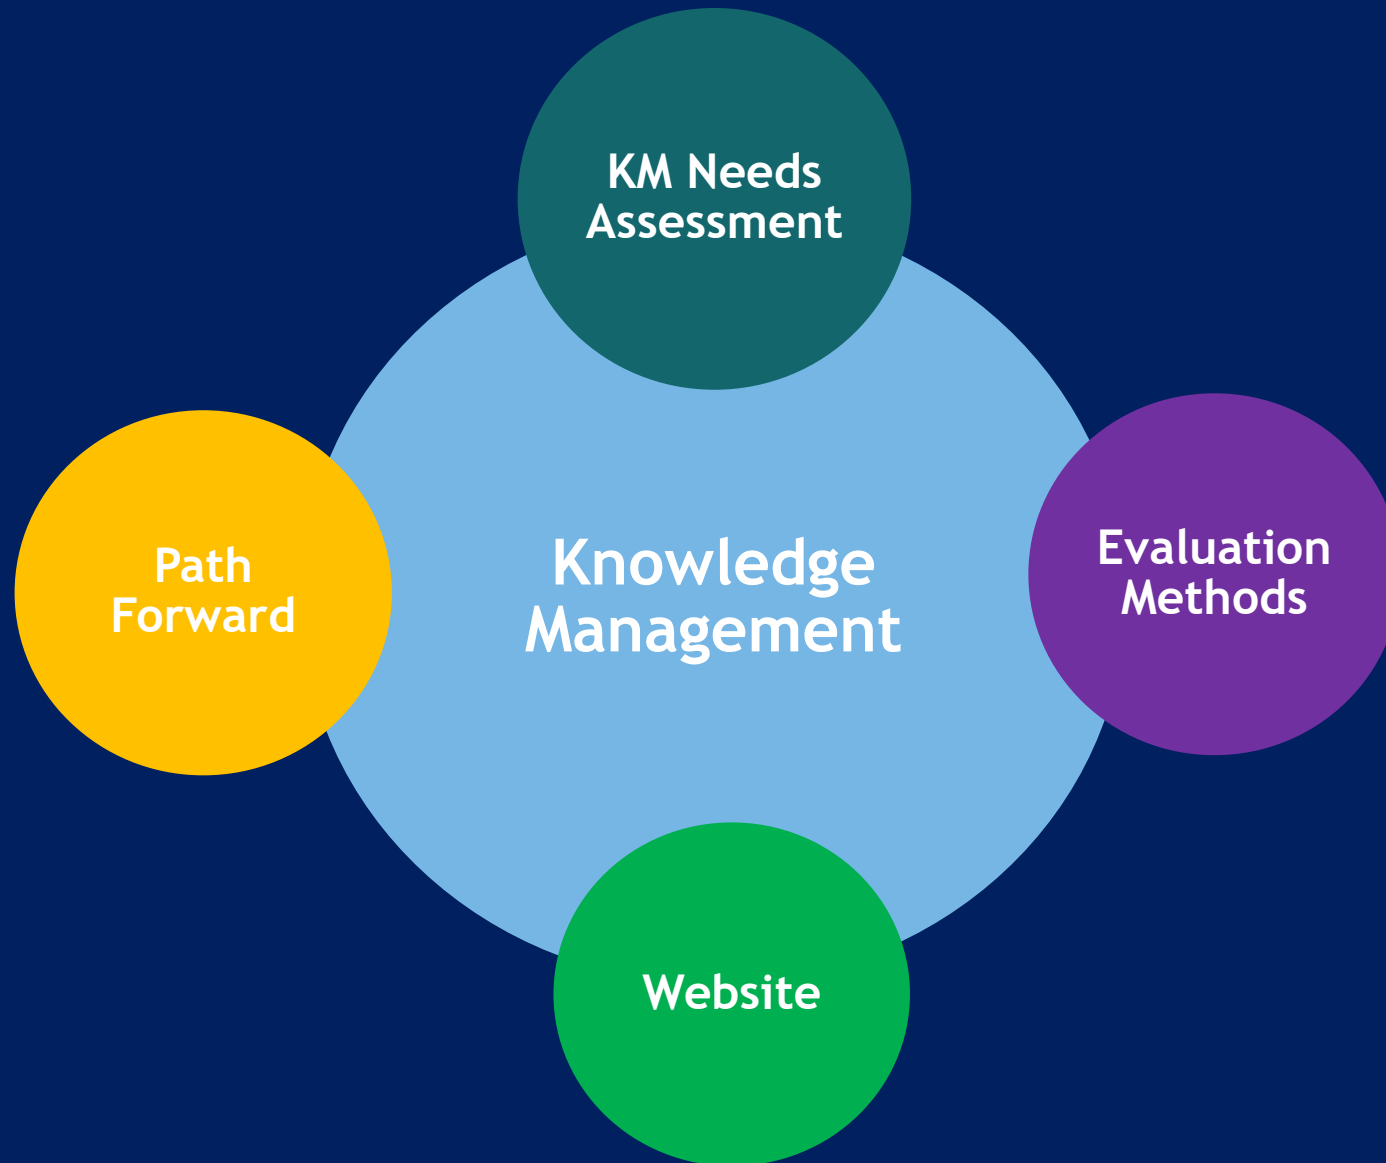 KM Needs
Assessment
Evaluation
Methods
Path
Forward
Knowledge
Management
Website